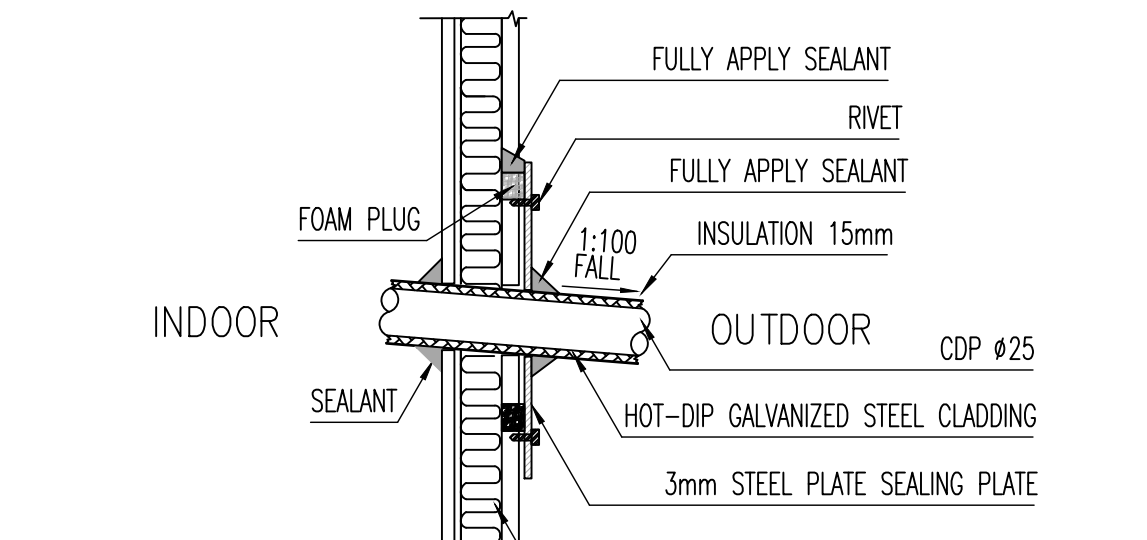 FULLY APPLY SEALANT
RIVET
FULLY APPLY SEALANT
FOAM PLUG
INSULATION 15mm
1:100
FALL
INDOOR
OUTDOOR
CDP ø25
SEALANT
HOT-DIP GALVANIZED STEEL CLADDING
3mm STEEL PLATE SEALING PLATE